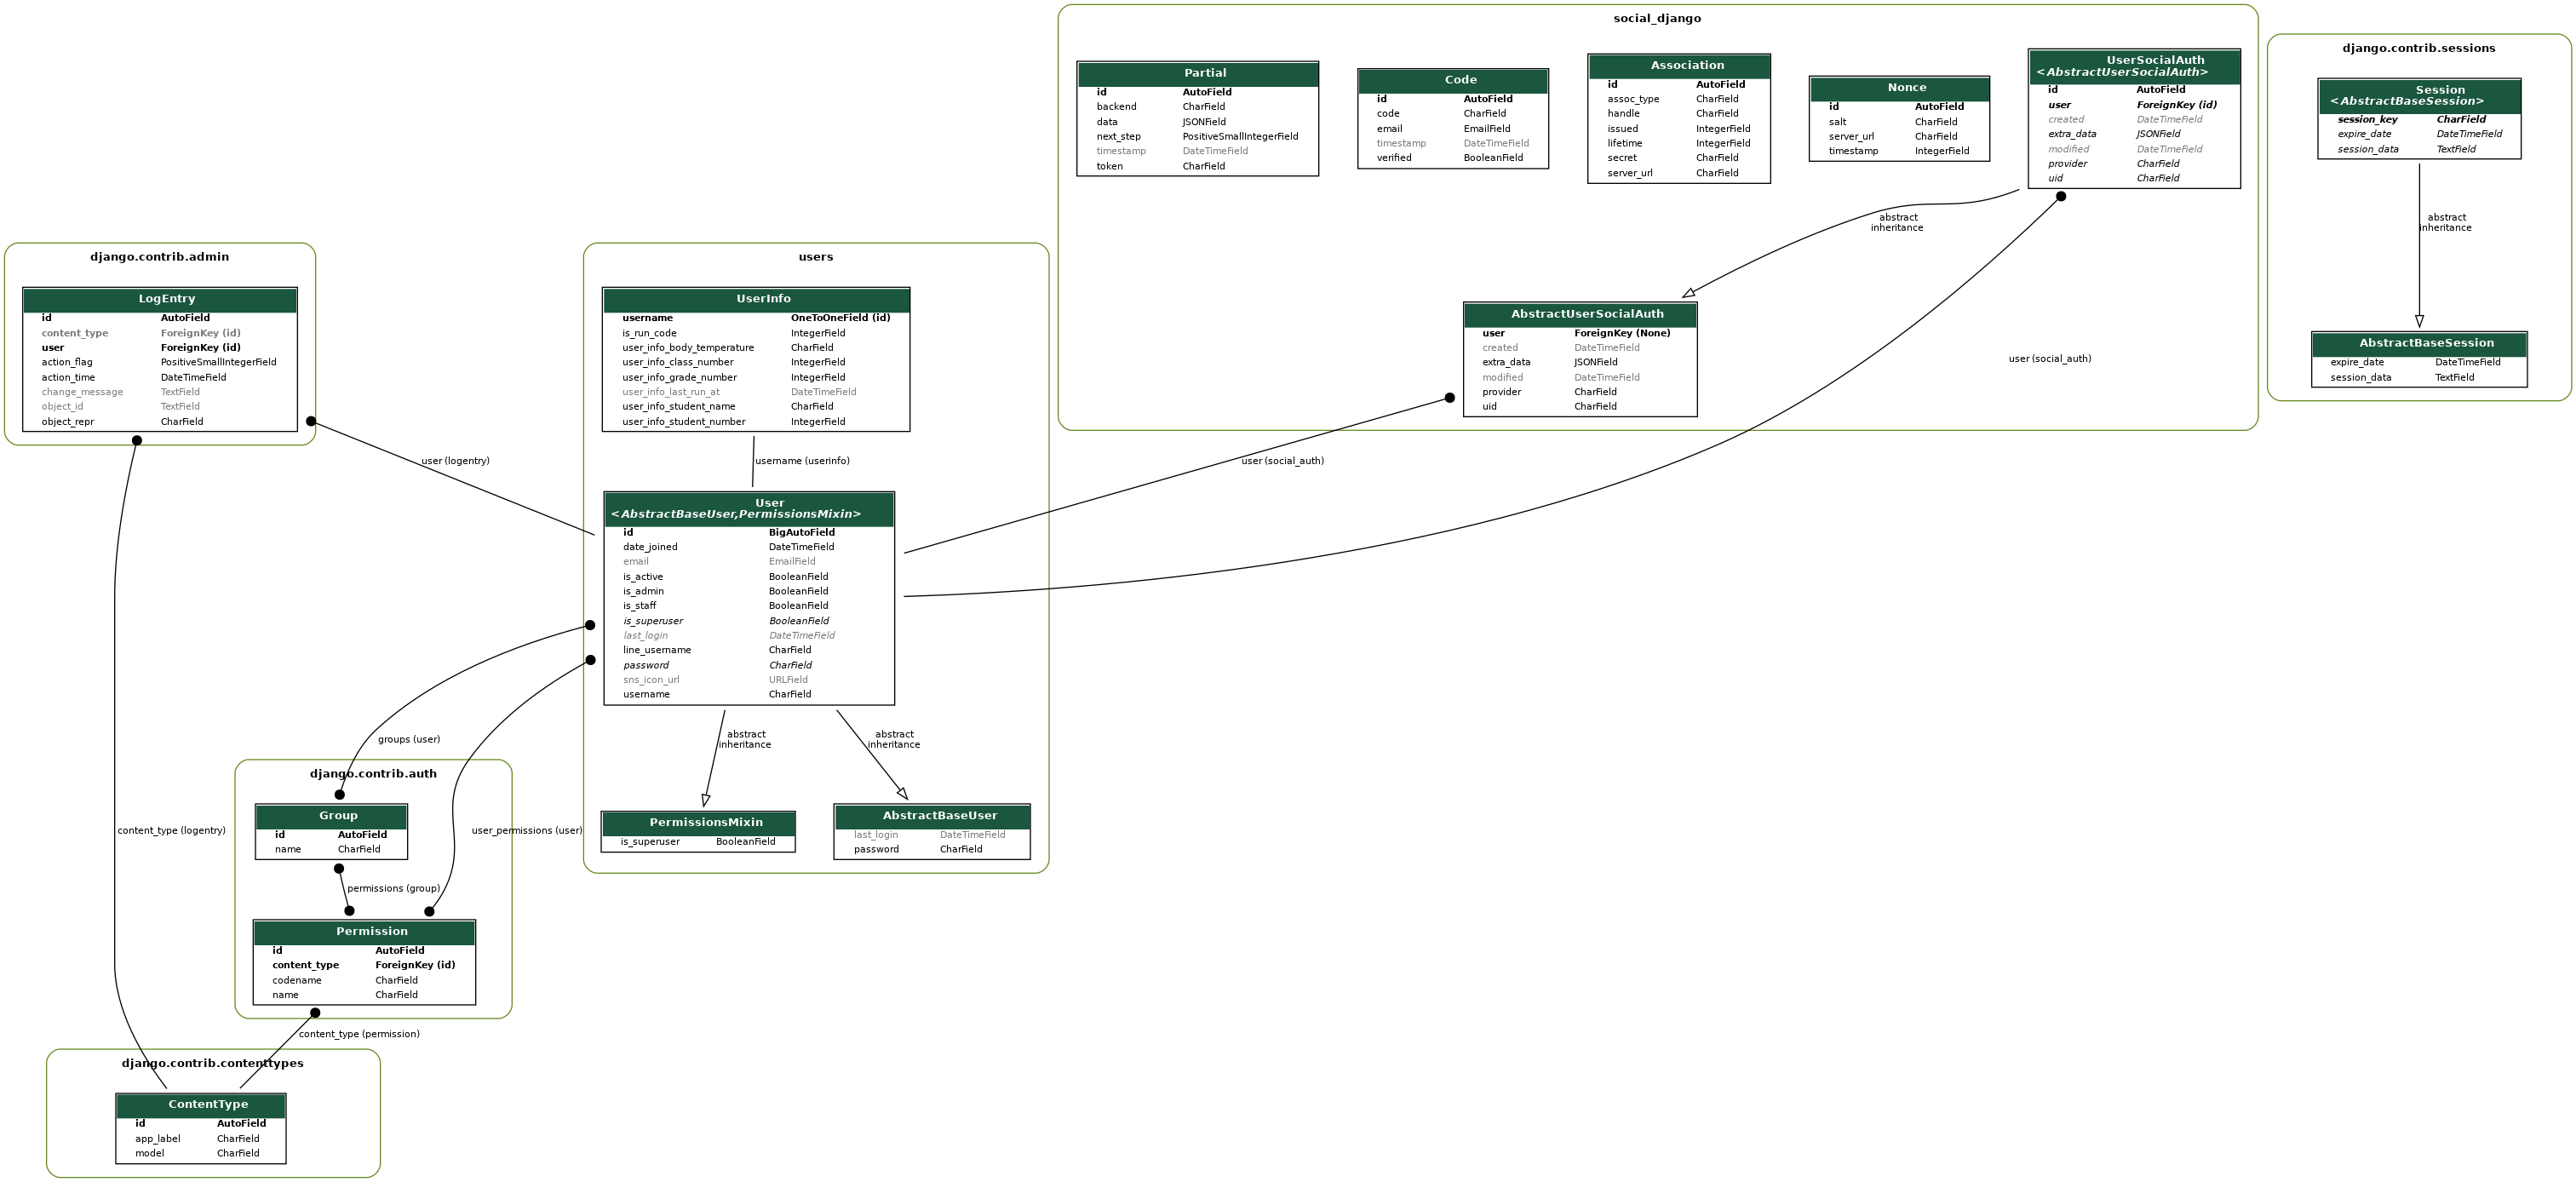 social_django
Partial
id AutoField
backend CharField
data JSONField
next_step PositiveSmallIntegerField
timestamp DateTimeField
token CharField
Code
id AutoField
code CharField
email EmailField
timestamp DateTimeField
verified BooleanField
Association
id AutoField
assoc_type CharField
handle CharField
issued IntegerField
lifetime IntegerField
secret CharField
server_url CharField
Nonce
id AutoField
salt CharField
server_url CharField
timestamp IntegerField
UserSocialAuth
<AbstractUserSocialAuth>
id AutoField
user ForeignKey (id)
created DateTimeField
extra_data JSONField
modified DateTimeField
provider CharField
uid CharField
abstract
inheritance
AbstractUserSocialAuth
user ForeignKey (None)
created DateTimeField
extra_data JSONField
modified DateTimeField
provider CharField
uid CharField
user (social_auth)
user (social_auth)
django.contrib.sessions
Session
<AbstractBaseSession>
session_key CharField
expire_date DateTimeField
session_data TextField
abstract
inheritance
AbstractBaseSession
expire_date DateTimeField
session_data TextField
django.contrib.admin
LogEntry
id AutoField
content_type ForeignKey (id)
user ForeignKey (id)
action_flag PositiveSmallIntegerField
action_time DateTimeField
change_message TextField
object_id TextField
object_repr CharField
user (logentry)
users
UserInfo
username OneToOneField (id)
is_run_code IntegerField
user_info_body_temperature CharField
user_info_class_number IntegerField
user_info_grade_number IntegerField
user_info_last_run_at DateTimeField
user_info_student_name CharField
user_info_student_number IntegerField
username (userinfo)
User
<AbstractBaseUser,PermissionsMixin>
id BigAutoField
date_joined DateTimeField
email EmailField
is_active BooleanField
is_admin BooleanField
is_staff BooleanField
is_superuser BooleanField
last_login DateTimeField
line_username CharField
password CharField
sns_icon_url URLField
username CharField
abstract
inheritance
abstract
inheritance
PermissionsMixin
is_superuser BooleanField
AbstractBaseUser
last_login DateTimeField
password CharField
groups (user)
user_permissions (user)
content_type (logentry)
django.contrib.auth
Group
id AutoField
name CharField
permissions (group)
Permission
id AutoField
content_type ForeignKey (id)
codename CharField
name CharField
content_type (permission)
django.contrib.contenttypes
ContentType
id AutoField
app_label CharField
model CharField